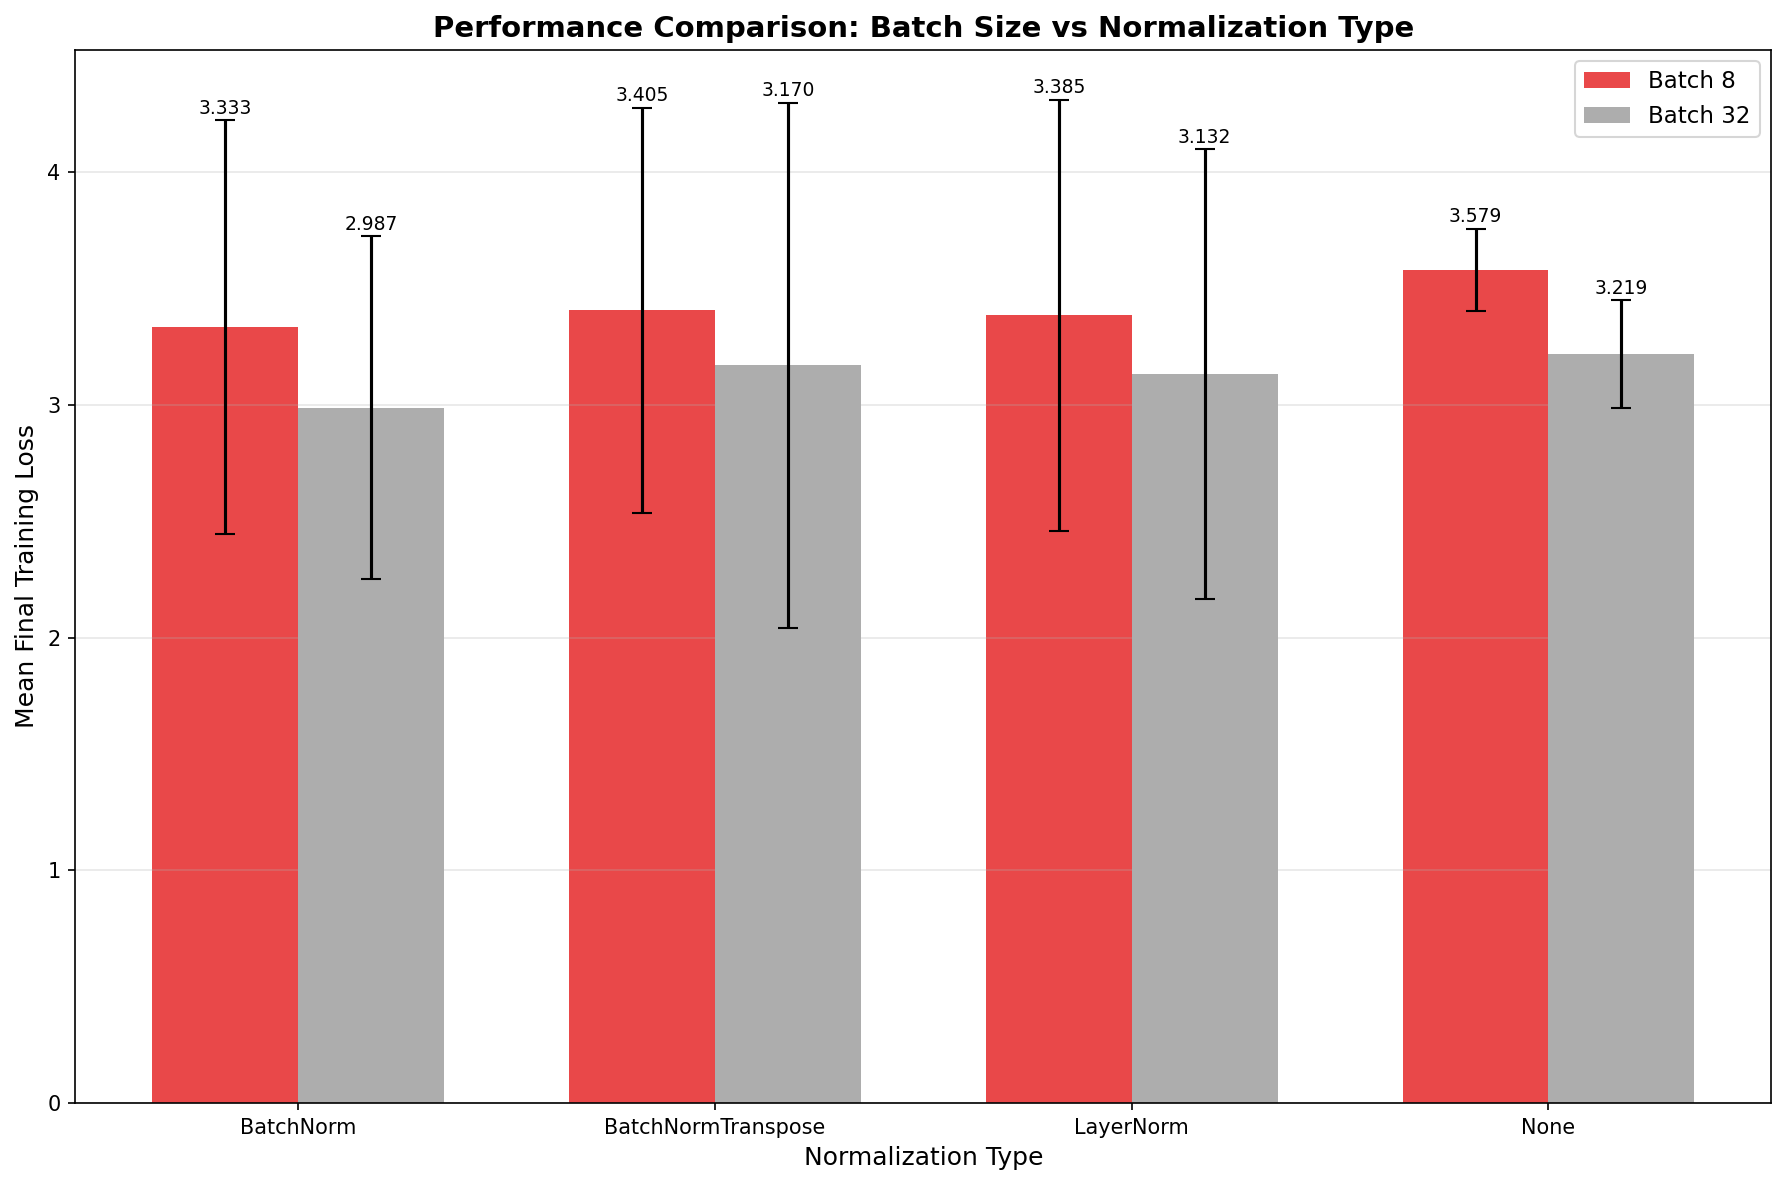 Performance Comparison: Batch Size vs Normalization Type
Batch 8
Batch 32
3.333
2.987
3.405
3.170
3.385
3.132
3.579
3.219
4
3
2
1
0
Mean Final Training Loss
BatchNorm
BatchNormTranspose
LayerNorm
None
Normalization Type